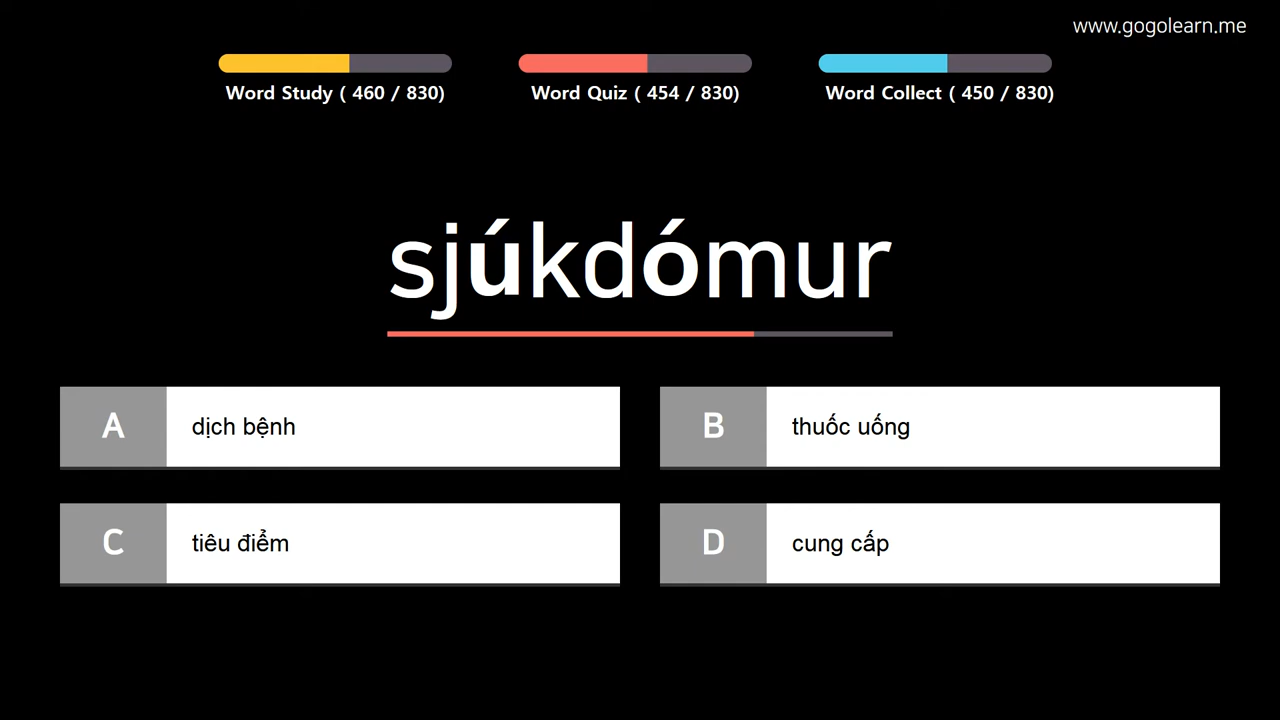 www.gogolearn.me
Word Study ( 460 / 830)
Word Quiz ( 454 / 830)
Word Collect ( 450 / 830)
sjúkdómur
A dịch bệnh
B thuốc uống
C tiêu điểm
D cung cấp